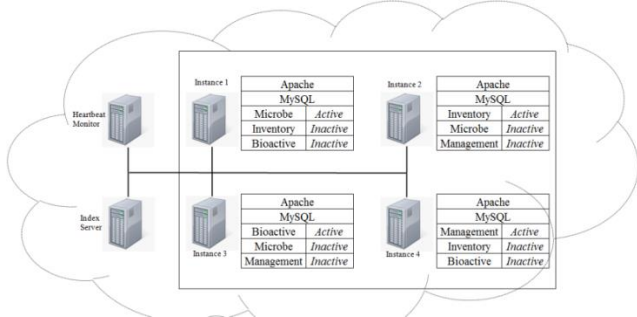 Heartbeat
Monitor
Index
Server
Instance 1
Apache
MySQL
Microbe Active
Inventory Inactive
Bioactive Inactive
Instance 2
Apache
MySQL
Inventory Active
Microbe Inactive
Management Inactive
Instance 3
Apache
MySQL
Bioactive Active
Microbe Inactive
Management Inactive
Instance 4
Apache
MySQL
Management Active
Inventory Inactive
Bioactive Inactive